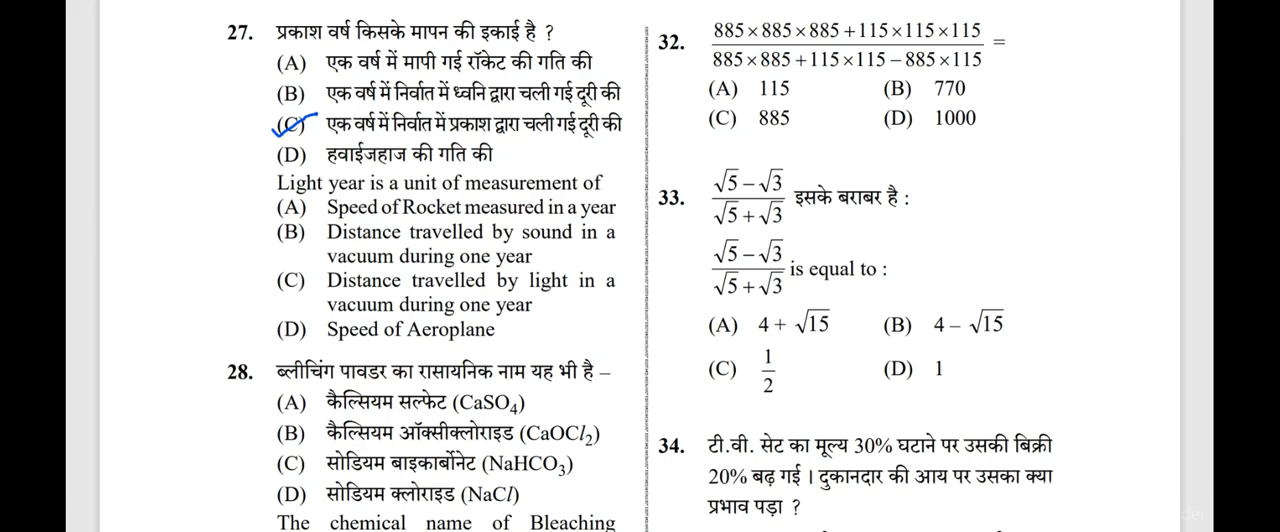 27. प्रकाश वर्ष किसके मापन की इकाई है ?
(A) एक वर्ष में मापी गई रॉकेट की गति की
(B) एक वर्ष में निर्वात में ध्वनि द्वारा चली गई दूरी की
(C) एक वर्ष में निर्वात में प्रकाश द्वारा चली गई दूरी की
(D) हवाईजहाज की गति की
Light year is a unit of measurement of
(A) Speed of Rocket measured in a year
(B) Distance travelled by sound in a
vacuum during one year
(C) Distance travelled by light in a
vacuum during one year
(D) Speed of Aeroplane
28. ब्लीचिंग पावडर का रासायनिक नाम यह भी है –
(A) कैल्सियम सल्फेट (CaSO₄)
(B) कैल्सियम ऑक्सीक्लोराइड (CaOCl₂)
(C) सोडियम बाइकार्बोनेट (NaHCO₃)
(D) सोडियम क्लोराइड (NaCl)
The chemical name of Bleaching
32. 885×885×885+115×115×115
885×885+115×115−885×115 =
(A) 115 (B) 770
(C) 885 (D) 1000
33. √5−√3
√5+√3 इसके बराबर है :
√5−√3
√5+√3 is equal to :
(A) 4+√15 (B) 4−√15
(C) 1/2 (D) 1
34. टी.वी. सेट का मूल्य 30% घटाने पर उसकी बिक्री
20% बढ़ गई । दुकानदार की आय पर उसका क्या
प्रभाव पड़ा ?